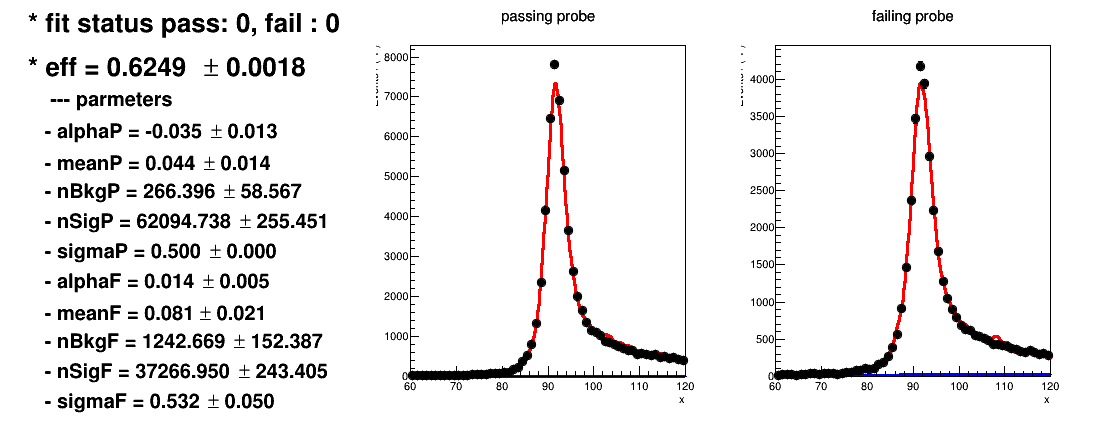 * fit status pass: 0, fail : 0
* eff = 0.6249 ± 0.0018
--- parmeters
- alphaP = -0.035 ± 0.013
- meanP = 0.044 ± 0.014
- nBkgP = 266.396 ± 58.567
- nSigP = 62094.738 ± 255.451
- sigmaP = 0.500 ± 0.000
- alphaF = 0.014 ± 0.005
- meanF = 0.081 ± 0.021
- nBkgF = 1242.669 ± 152.387
- nSigF = 37266.950 ± 243.405
- sigmaF = 0.532 ± 0.050
passing probe
8000
7000
6000
5000
4000
3000
2000
1000
0
60 70 80 90 100 110 120
x
failing probe
4000
3500
3000
2500
2000
1500
1000
500
0
60 70 80 90 100 110 120
x